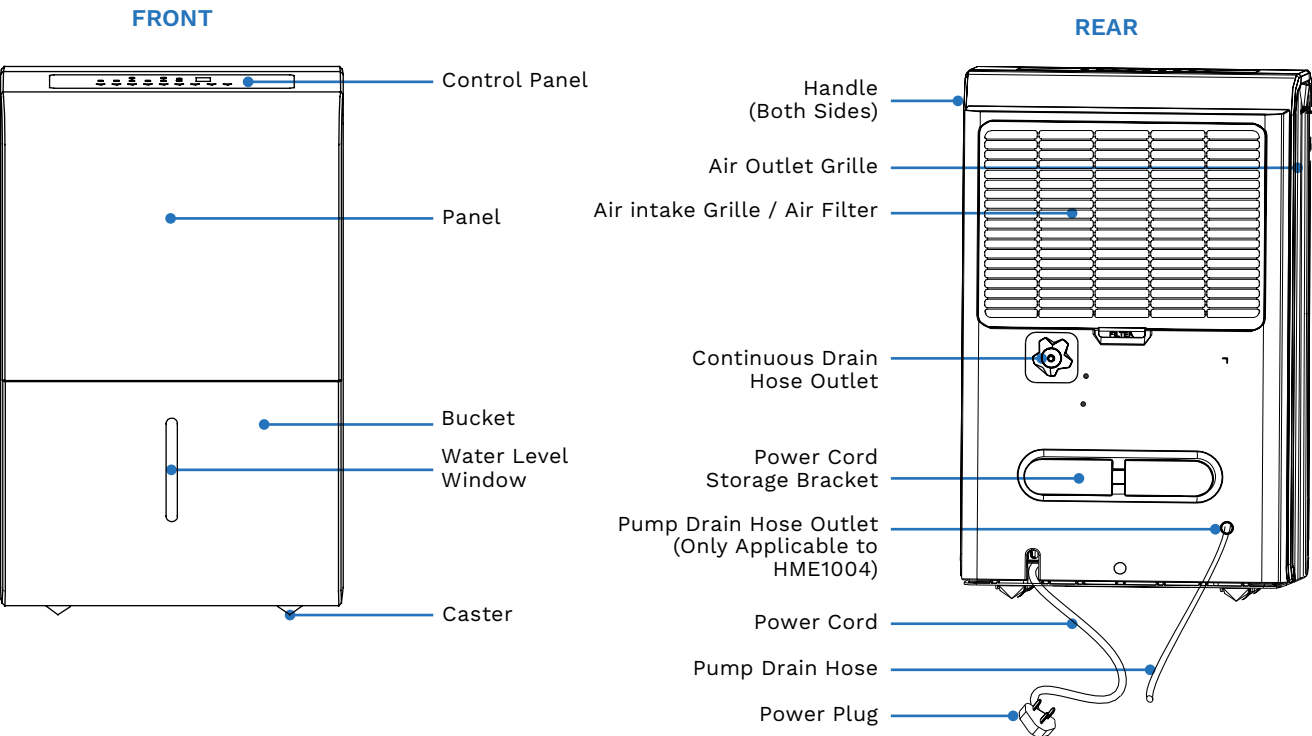 FRONT
Control Panel
Panel
Bucket
Water Level
Window
Caster
REAR
Handle
(Both Sides)
Air Outlet Grille
Air intake Grille / Air Filter
FILTER
Continuous Drain
Hose Outlet
Power Cord
Storage Bracket
Pump Drain Hose Outlet
(Only Applicable to
HME1004)
Power Cord
Pump Drain Hose
Power Plug